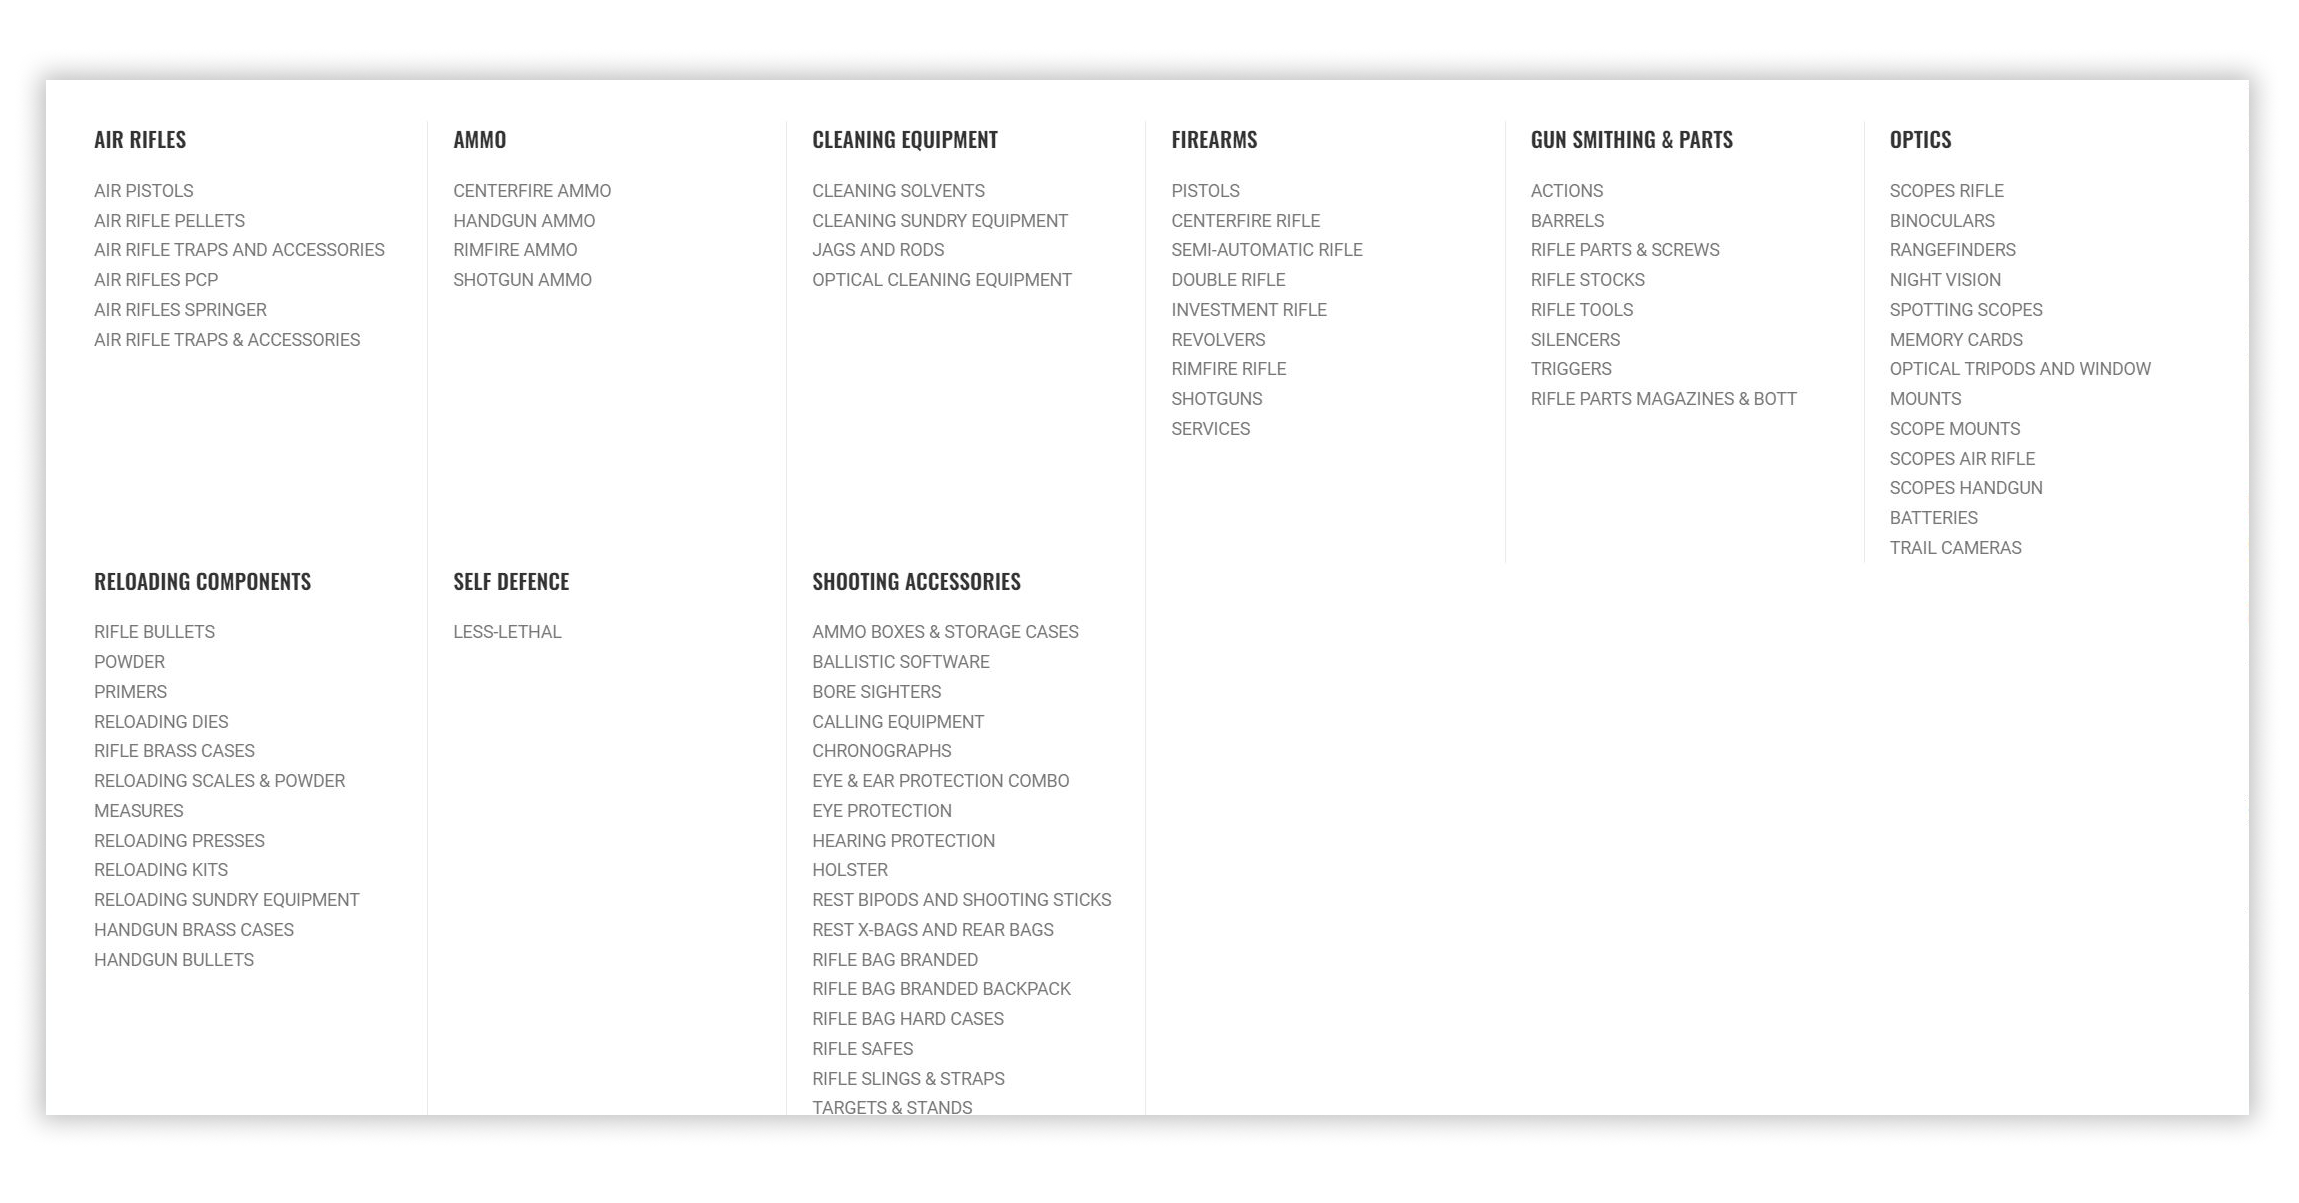 AIR RIFLES
AIR PISTOLS
AIR RIFLE PELLETS
AIR RIFLE TRAPS AND ACCESSORIES
AIR RIFLES PCP
AIR RIFLES SPRINGER
AIR RIFLE TRAPS & ACCESSORIES
AMMO
CENTERFIRE AMMO
HANDGUN AMMO
RIMFIRE AMMO
SHOTGUN AMMO
CLEANING EQUIPMENT
CLEANING SOLVENTS
CLEANING SUNDRY EQUIPMENT
JAGS AND RODS
OPTICAL CLEANING EQUIPMENT
FIREARMS
PISTOLS
CENTERFIRE RIFLE
SEMI-AUTOMATIC RIFLE
DOUBLE RIFLE
INVESTMENT RIFLE
REVOLVERS
RIMFIRE RIFLE
SHOTGUNS
SERVICES
GUN SMITHING & PARTS
ACTIONS
BARRELS
RIFLE PARTS & SCREWS
RIFLE STOCKS
RIFLE TOOLS
SILENCERS
TRIGGERS
RIFLE PARTS MAGAZINES & BOTT
OPTICS
SCOPES RIFLE
BINOCULARS
RANGEFINDERS
NIGHT VISION
SPOTTING SCOPES
MEMORY CARDS
OPTICAL TRIPODS AND WINDOW
MOUNTS
SCOPE MOUNTS
SCOPES AIR RIFLE
SCOPES HANDGUN
BATTERIES
TRAIL CAMERAS
RELOADING COMPONENTS
RIFLE BULLETS
POWDER
PRIMERS
RELOADING DIES
RIFLE BRASS CASES
RELOADING SCALES & POWDER
MEASURES
RELOADING PRESSES
RELOADING KITS
RELOADING SUNDRY EQUIPMENT
HANDGUN BRASS CASES
HANDGUN BULLETS
SELF DEFENCE
LESS-LETHAL
SHOOTING ACCESSORIES
AMMO BOXES & STORAGE CASES
BALLISTIC SOFTWARE
BORE SIGHTERS
CALLING EQUIPMENT
CHRONOGRAPHS
EYE & EAR PROTECTION COMBO
EYE PROTECTION
HEARING PROTECTION
HOLSTER
REST BIPODS AND SHOOTING STICKS
REST X-BAGS AND REAR BAGS
RIFLE BAG BRANDED
RIFLE BAG BRANDED BACKPACK
RIFLE BAG HARD CASES
RIFLE SAFES
RIFLE SLINGS & STRAPS
TARGETS & STANDS